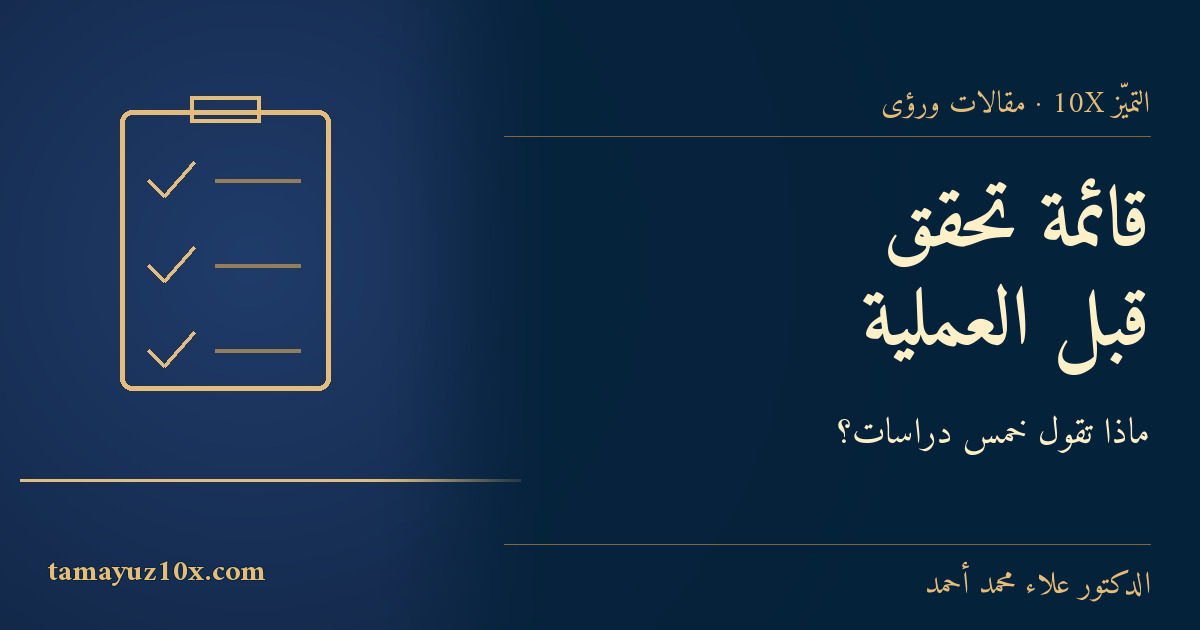 التميّز 10X · مقالات ورؤى
قائمة تحقق
قبل العملية
ماذا تقول خمس دراسات؟
الدكتور علاء محمد أحمد
tamayuz10x.com